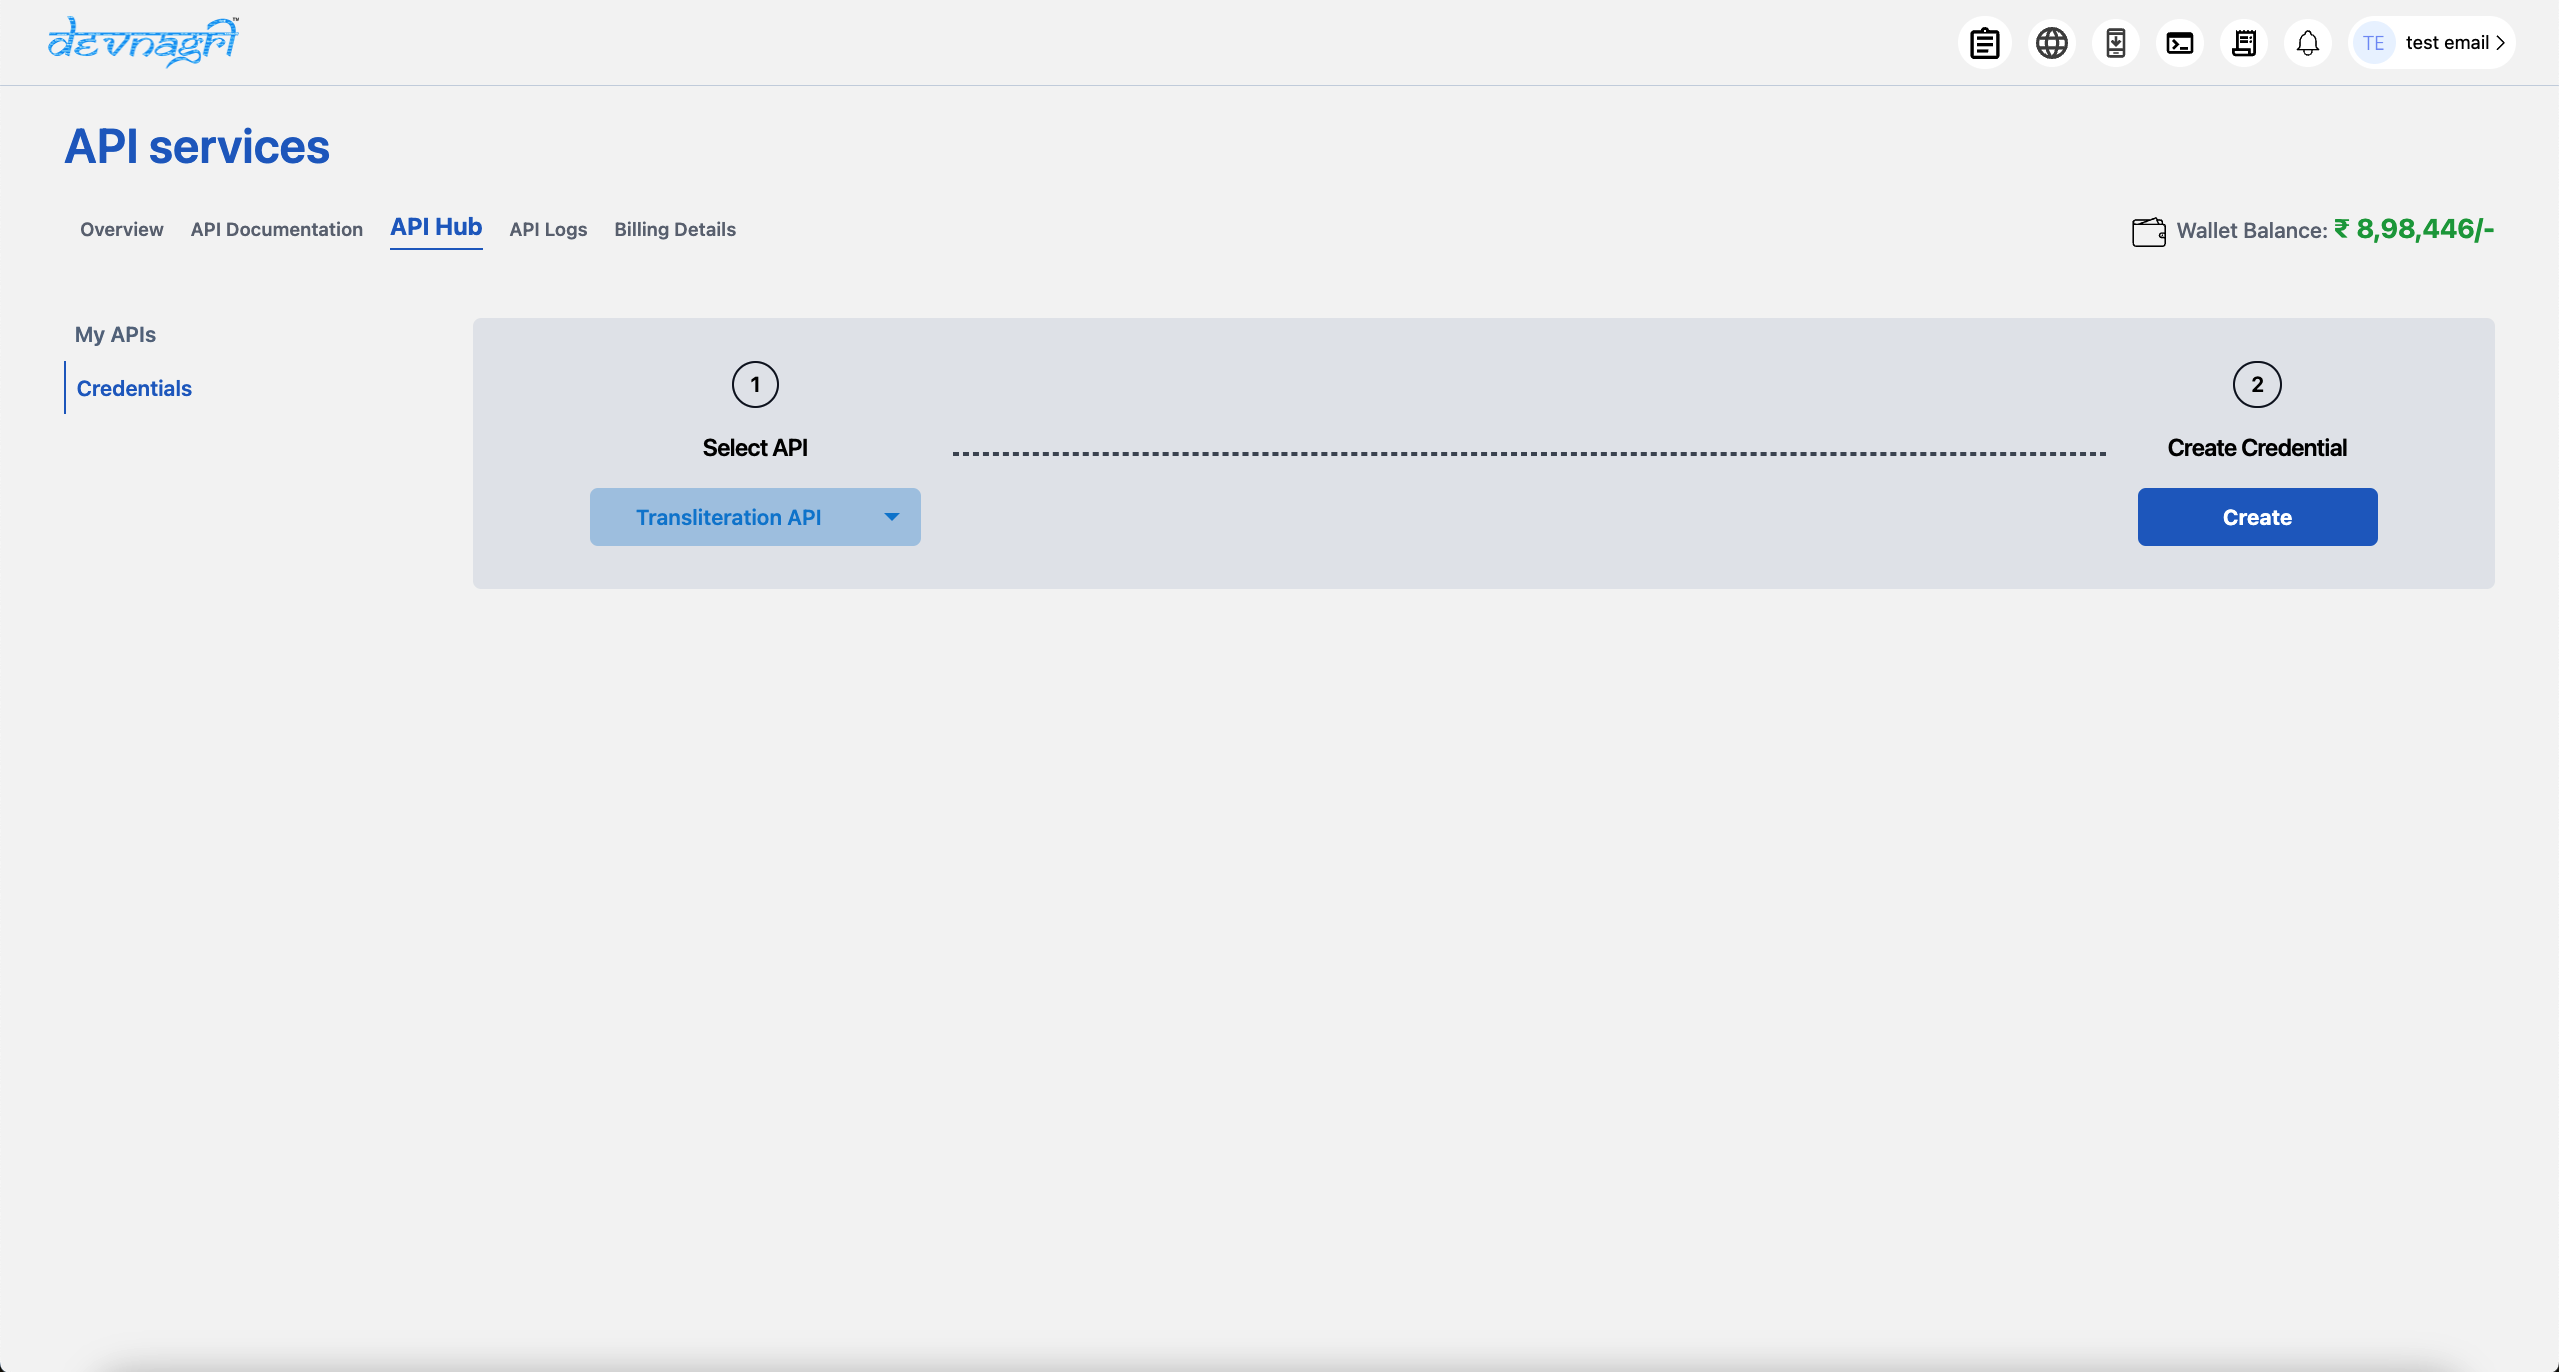 devnagri™
TE test email
API services
Overview API Documentation API Hub API Logs Billing Details
Wallet Balance: ₹ 8,98,446/-
My APIs
Credentials
1
Select API
Transliteration API
2
Create Credential
Create